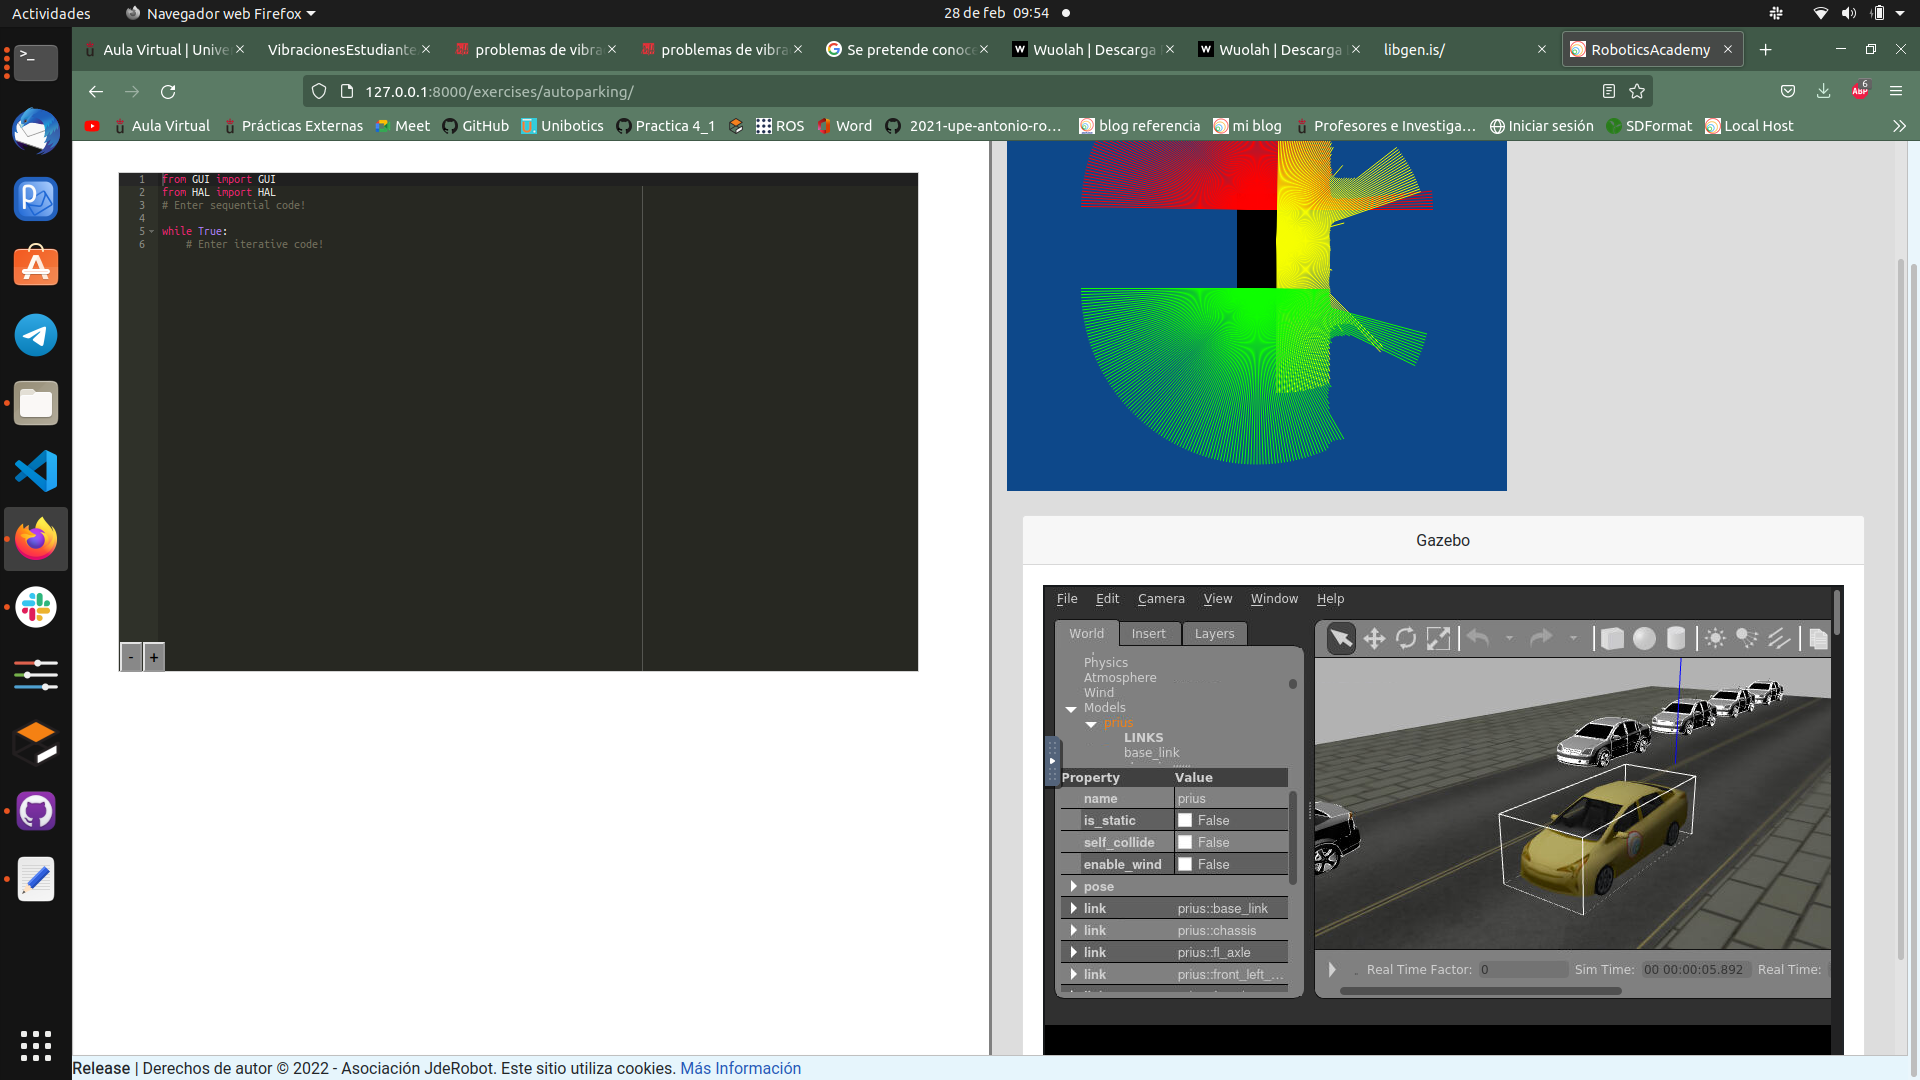 Actividades
Navegador web Firefox
28 de feb 09:54
Aula Virtual | Unive
VibracionesEstudiante
problemas de vibra
problemas de vibra
Se pretende conoce
Wuolah | Descarga
Wuolah | Descarga
libgen.is/
RoboticsAcademy
127.0.0.1:8000/exercises/autoparking/
ABP
6
Aula Virtual
Prácticas Externas
Meet
GitHub
Unibotics
Practica 4_1
ROS
Word
2021-upe-antonio-ro…
blog referencia
mi blog
Profesores e Investiga…
Iniciar sesión
SDFormat
Local Host
1 from GUI import GUI
2 from HAL import HAL
3 # Enter sequential code!
4
5 while True:
6 # Enter iterative code!
- +
Gazebo
File Edit Camera View Window Help
World Insert Layers
Physics
Atmosphere
Wind
Models
prius
LINKS
base_link
Property Value
name prius
is_static False
self_collide False
enable_wind False
pose
link prius::base_link
link prius::chassis
link prius::fl_axle
link prius::front_left_...
Real Time Factor: 0 Sim Time: 00 00:00:05.892 Real Time:
Release | Derechos de autor © 2022 - Asociación JdeRobot. Este sitio utiliza cookies. Más Información